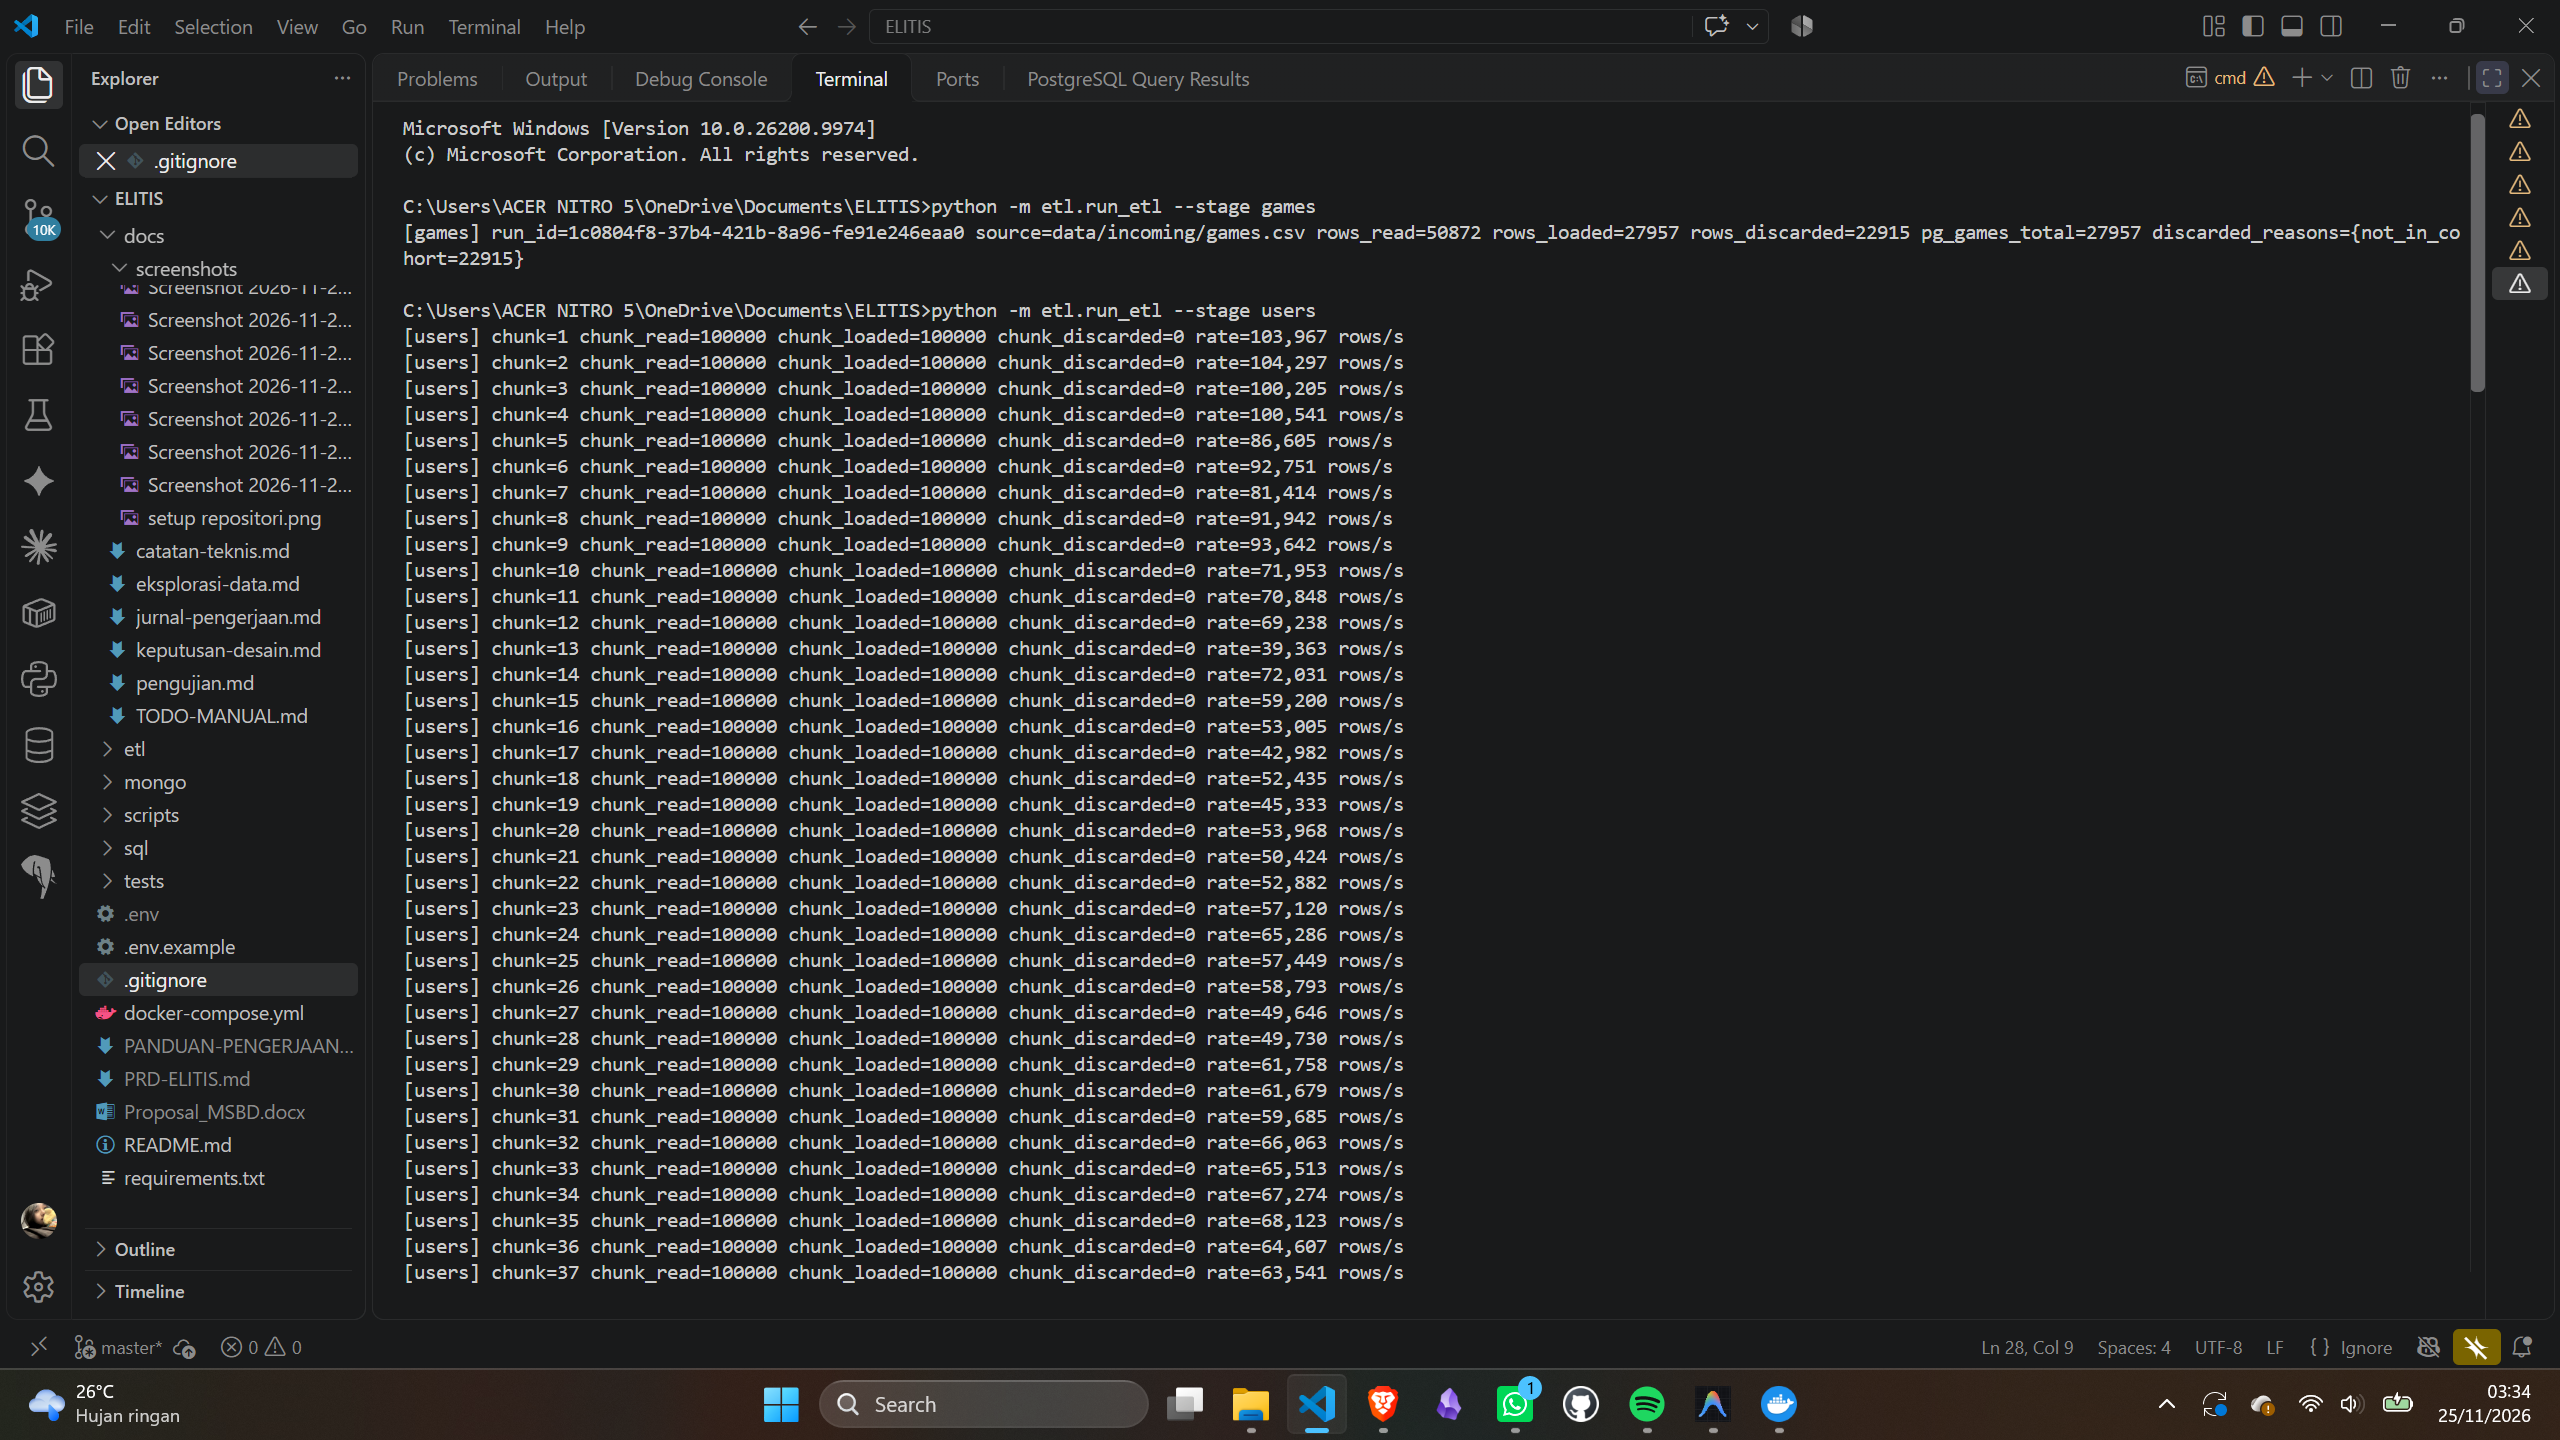 File Edit Selection View Go Run Terminal Help
ELITIS
Explorer
Problems Output Debug Console Terminal Ports PostgreSQL Query Results
cmd
Open Editors
.gitignore
ELITIS
10K
docs
screenshots
Screenshot 2026-11-2...
Screenshot 2026-11-2...
Screenshot 2026-11-2...
Screenshot 2026-11-2...
Screenshot 2026-11-2...
Screenshot 2026-11-2...
Screenshot 2026-11-2...
setup repositori.png
catatan-teknis.md
eksplorasi-data.md
jurnal-pengerjaan.md
keputusan-desain.md
pengujian.md
TODO-MANUAL.md
etl
mongo
scripts
sql
tests
.env
.env.example
.gitignore
docker-compose.yml
PANDUAN-PENGERJAAN...
PRD-ELITIS.md
Proposal_MSBD.docx
README.md
requirements.txt
Outline
Timeline
Microsoft Windows [Version 10.0.26200.9974]
(c) Microsoft Corporation. All rights reserved.
C:\Users\ACER NITRO 5\OneDrive\Documents\ELITIS>python -m etl.run_etl --stage games
[games] run_id=1c0804f8-37b4-421b-8a96-fe91e246eaa0 source=data/incoming/games.csv rows_read=50872 rows_loaded=27957 rows_discarded=22915 pg_games_total=27957 discarded_reasons={not_in_co
hort=22915}
C:\Users\ACER NITRO 5\OneDrive\Documents\ELITIS>python -m etl.run_etl --stage users
[users] chunk=1 chunk_read=100000 chunk_loaded=100000 chunk_discarded=0 rate=103,967 rows/s
[users] chunk=2 chunk_read=100000 chunk_loaded=100000 chunk_discarded=0 rate=104,297 rows/s
[users] chunk=3 chunk_read=100000 chunk_loaded=100000 chunk_discarded=0 rate=100,205 rows/s
[users] chunk=4 chunk_read=100000 chunk_loaded=100000 chunk_discarded=0 rate=100,541 rows/s
[users] chunk=5 chunk_read=100000 chunk_loaded=100000 chunk_discarded=0 rate=86,605 rows/s
[users] chunk=6 chunk_read=100000 chunk_loaded=100000 chunk_discarded=0 rate=92,751 rows/s
[users] chunk=7 chunk_read=100000 chunk_loaded=100000 chunk_discarded=0 rate=81,414 rows/s
[users] chunk=8 chunk_read=100000 chunk_loaded=100000 chunk_discarded=0 rate=91,942 rows/s
[users] chunk=9 chunk_read=100000 chunk_loaded=100000 chunk_discarded=0 rate=93,642 rows/s
[users] chunk=10 chunk_read=100000 chunk_loaded=100000 chunk_discarded=0 rate=71,953 rows/s
[users] chunk=11 chunk_read=100000 chunk_loaded=100000 chunk_discarded=0 rate=70,848 rows/s
[users] chunk=12 chunk_read=100000 chunk_loaded=100000 chunk_discarded=0 rate=69,238 rows/s
[users] chunk=13 chunk_read=100000 chunk_loaded=100000 chunk_discarded=0 rate=39,363 rows/s
[users] chunk=14 chunk_read=100000 chunk_loaded=100000 chunk_discarded=0 rate=72,031 rows/s
[users] chunk=15 chunk_read=100000 chunk_loaded=100000 chunk_discarded=0 rate=59,200 rows/s
[users] chunk=16 chunk_read=100000 chunk_loaded=100000 chunk_discarded=0 rate=53,005 rows/s
[users] chunk=17 chunk_read=100000 chunk_loaded=100000 chunk_discarded=0 rate=42,982 rows/s
[users] chunk=18 chunk_read=100000 chunk_loaded=100000 chunk_discarded=0 rate=52,435 rows/s
[users] chunk=19 chunk_read=100000 chunk_loaded=100000 chunk_discarded=0 rate=45,333 rows/s
[users] chunk=20 chunk_read=100000 chunk_loaded=100000 chunk_discarded=0 rate=53,968 rows/s
[users] chunk=21 chunk_read=100000 chunk_loaded=100000 chunk_discarded=0 rate=50,424 rows/s
[users] chunk=22 chunk_read=100000 chunk_loaded=100000 chunk_discarded=0 rate=52,882 rows/s
[users] chunk=23 chunk_read=100000 chunk_loaded=100000 chunk_discarded=0 rate=57,120 rows/s
[users] chunk=24 chunk_read=100000 chunk_loaded=100000 chunk_discarded=0 rate=65,286 rows/s
[users] chunk=25 chunk_read=100000 chunk_loaded=100000 chunk_discarded=0 rate=57,449 rows/s
[users] chunk=26 chunk_read=100000 chunk_loaded=100000 chunk_discarded=0 rate=58,793 rows/s
[users] chunk=27 chunk_read=100000 chunk_loaded=100000 chunk_discarded=0 rate=49,646 rows/s
[users] chunk=28 chunk_read=100000 chunk_loaded=100000 chunk_discarded=0 rate=49,730 rows/s
[users] chunk=29 chunk_read=100000 chunk_loaded=100000 chunk_discarded=0 rate=61,758 rows/s
[users] chunk=30 chunk_read=100000 chunk_loaded=100000 chunk_discarded=0 rate=61,679 rows/s
[users] chunk=31 chunk_read=100000 chunk_loaded=100000 chunk_discarded=0 rate=59,685 rows/s
[users] chunk=32 chunk_read=100000 chunk_loaded=100000 chunk_discarded=0 rate=66,063 rows/s
[users] chunk=33 chunk_read=100000 chunk_loaded=100000 chunk_discarded=0 rate=65,513 rows/s
[users] chunk=34 chunk_read=100000 chunk_loaded=100000 chunk_discarded=0 rate=67,274 rows/s
[users] chunk=35 chunk_read=100000 chunk_loaded=100000 chunk_discarded=0 rate=68,123 rows/s
[users] chunk=36 chunk_read=100000 chunk_loaded=100000 chunk_discarded=0 rate=64,607 rows/s
[users] chunk=37 chunk_read=100000 chunk_loaded=100000 chunk_discarded=0 rate=63,541 rows/s
master* 0 0
Ln 28, Col 9 Spaces: 4 UTF-8 LF { } Ignore
26°C
Hujan ringan
Search
1
03:34
25/11/2026